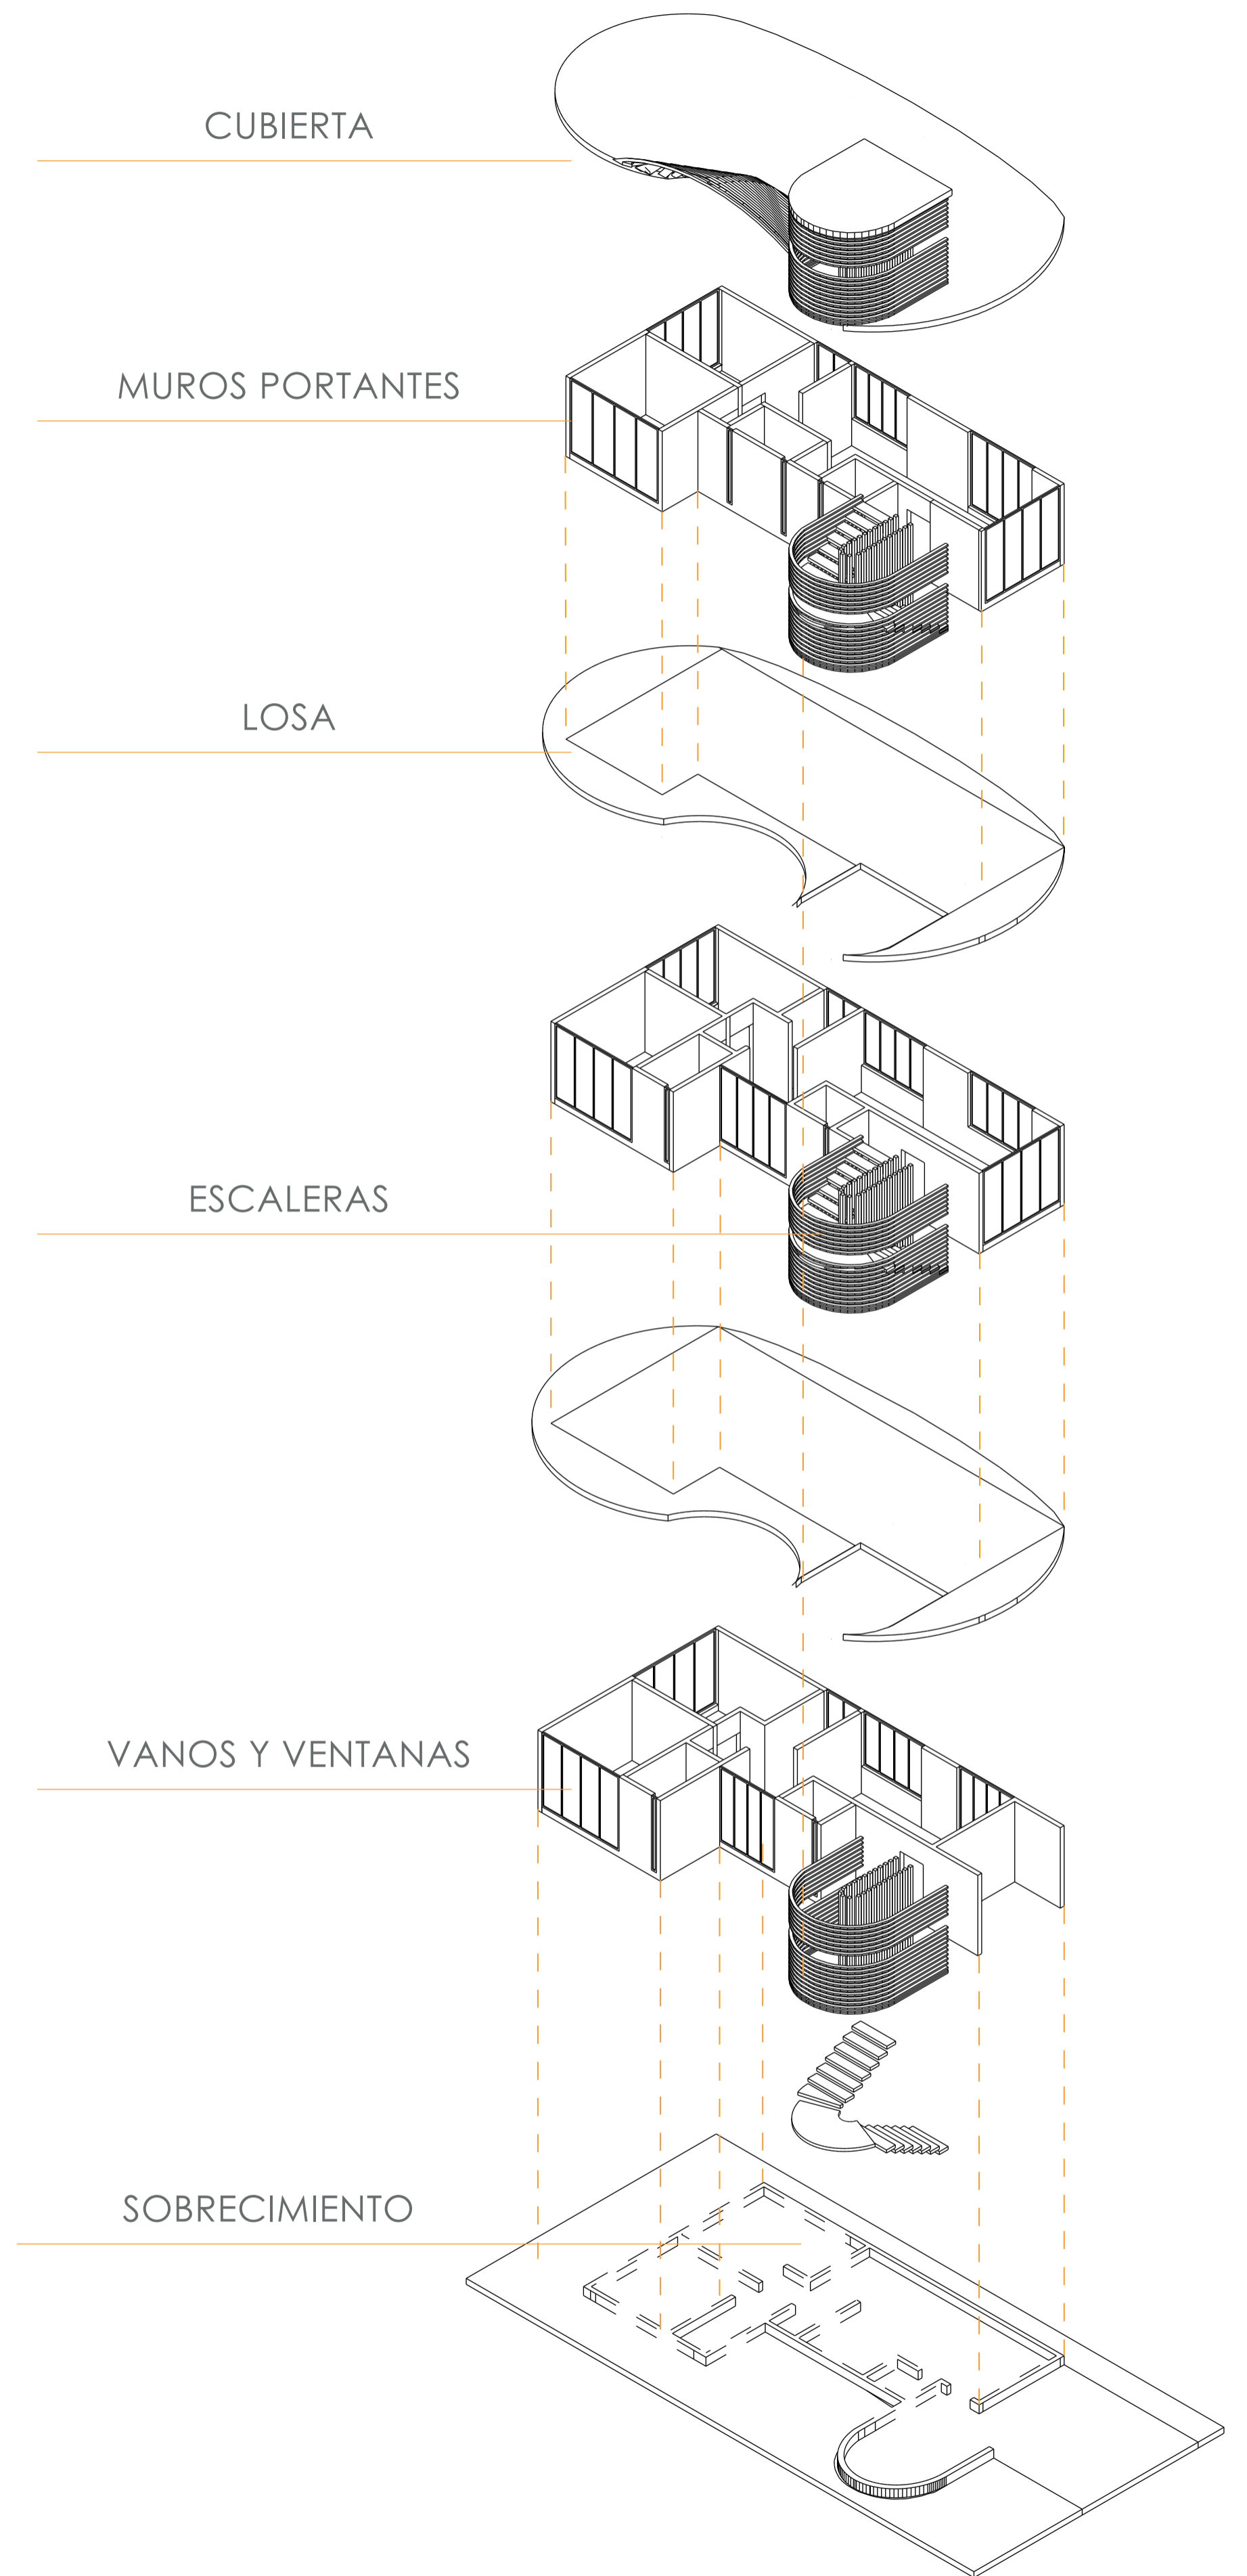 CUBIERTA
MUROS PORTANTES
LOSA
ESCALERAS
VANOS Y VENTANAS
SOBRECIMIENTO